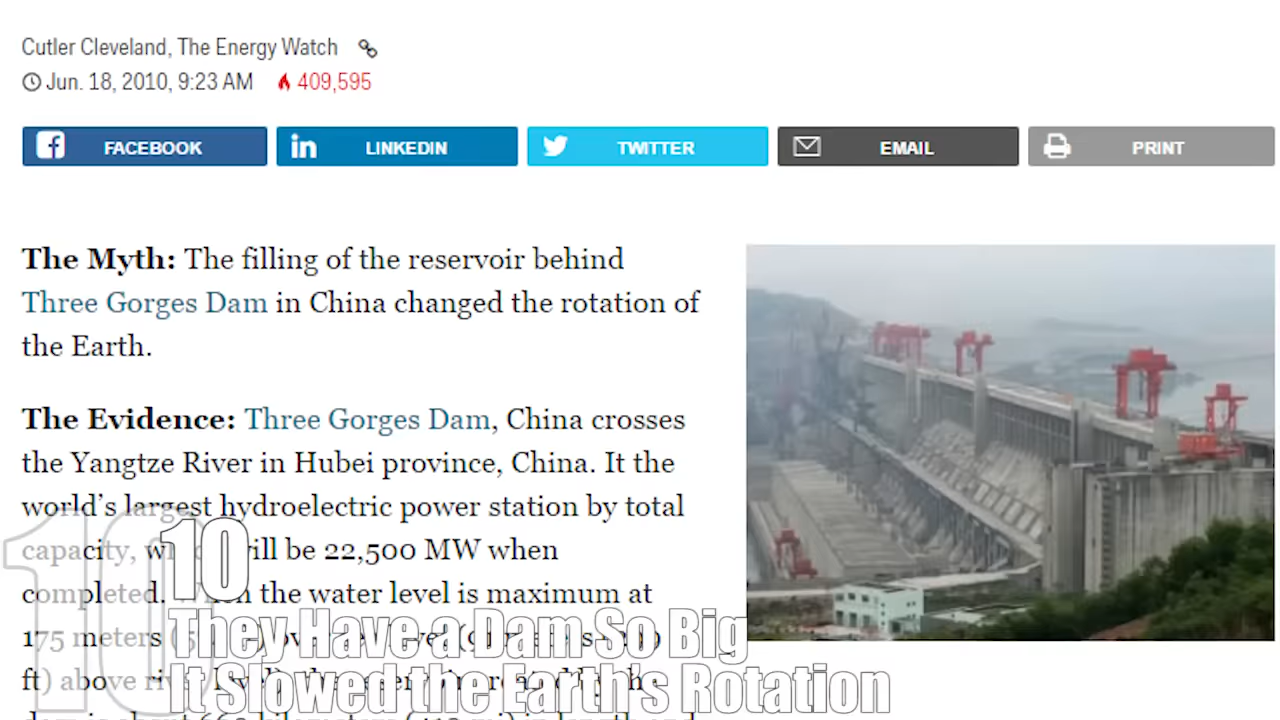 Cutler Cleveland, The Energy Watch
Jun. 18, 2010, 9:23 AM 409,595
FACEBOOK LINKEDIN TWITTER EMAIL PRINT
The Myth: The filling of the reservoir behind
Three Gorges Dam in China changed the rotation of
the Earth.
The Evidence: Three Gorges Dam, China crosses
the Yangtze River in Hubei province, China. It the
world's largest hydroelectric power station by total
capacity, will be 22,500 MW when
completed. the water level is maximum at
175 meters
ft) above
10
10
They Have a Dam So Big
It Slowed the Earth's Rotation